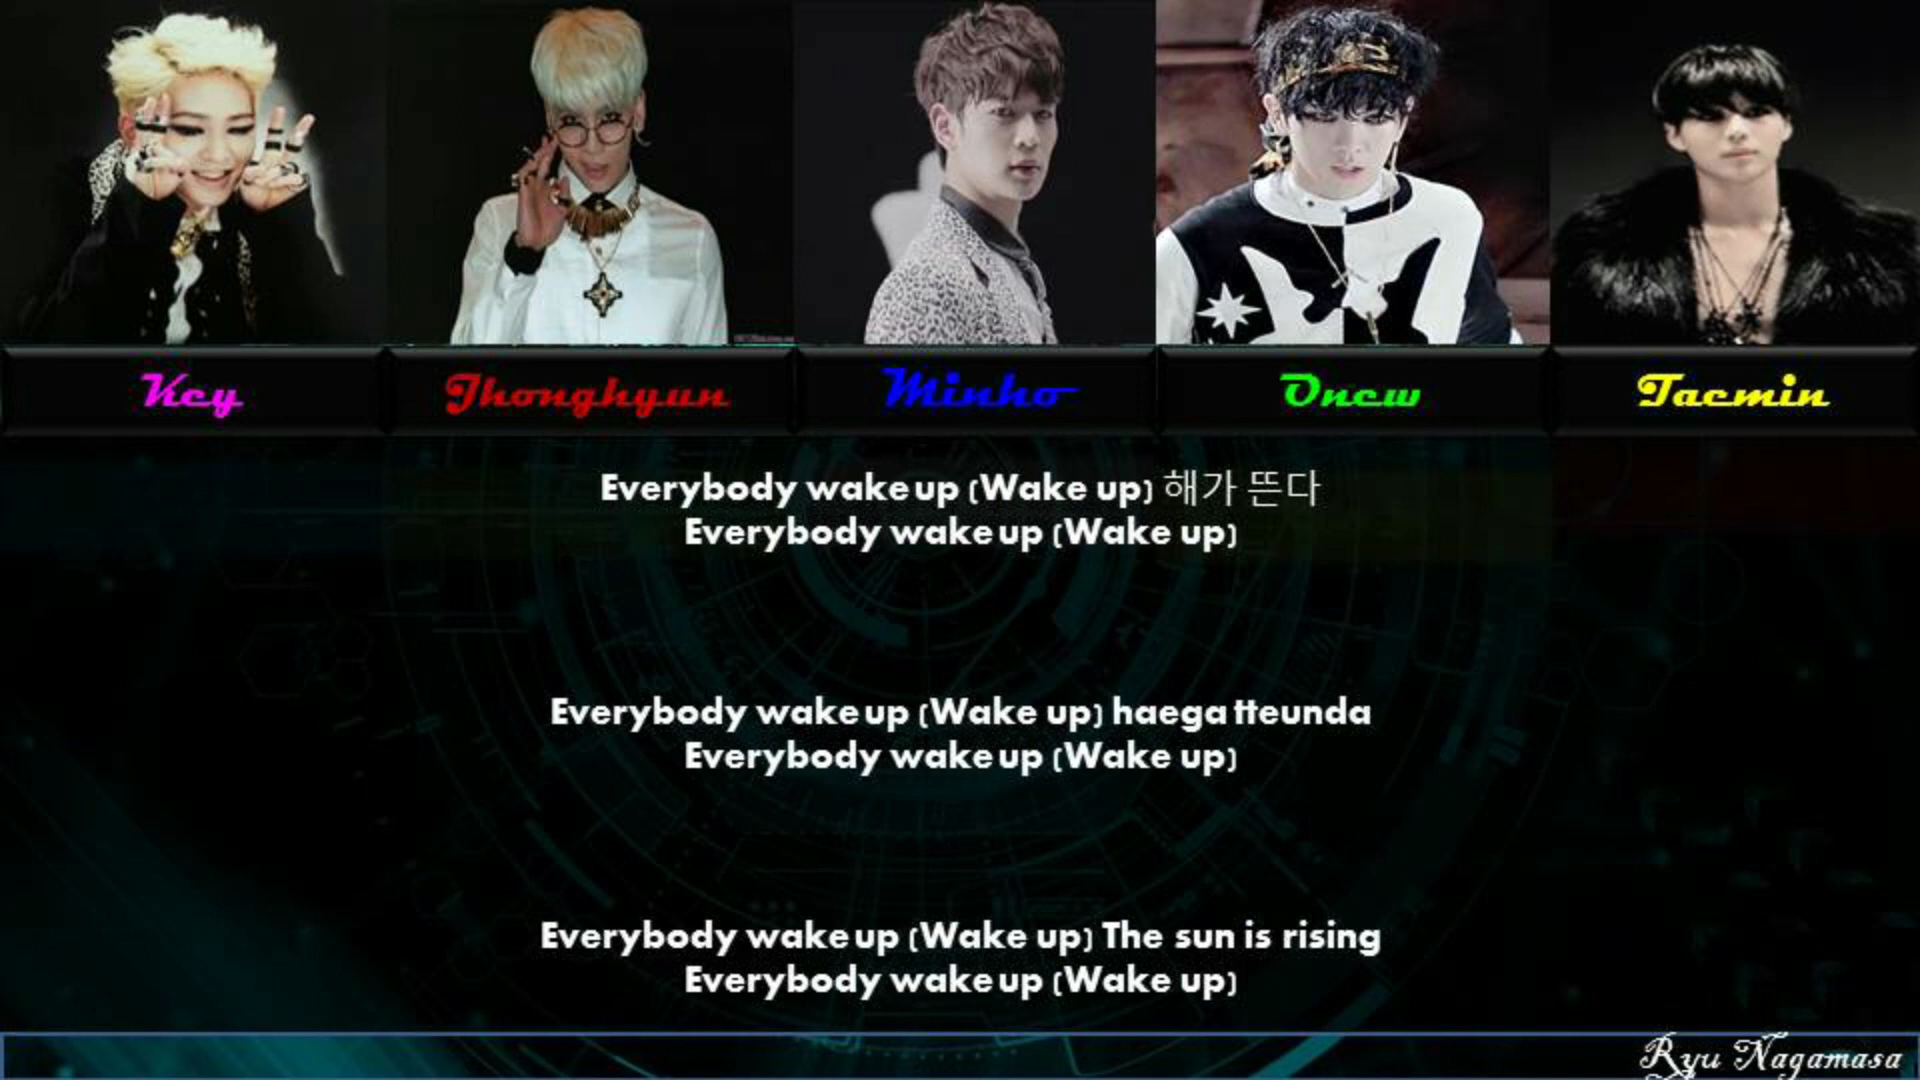 Key
Jhonghyun
Minho
Onew
Taemin
Everybody wake up (Wake up) 해가 뜬다
Everybody wake up (Wake up)
Everybody wake up (Wake up) haega tteunda
Everybody wake up (Wake up)
Everybody wake up (Wake up) The sun is rising
Everybody wake up (Wake up)
Ryu Nagamasa